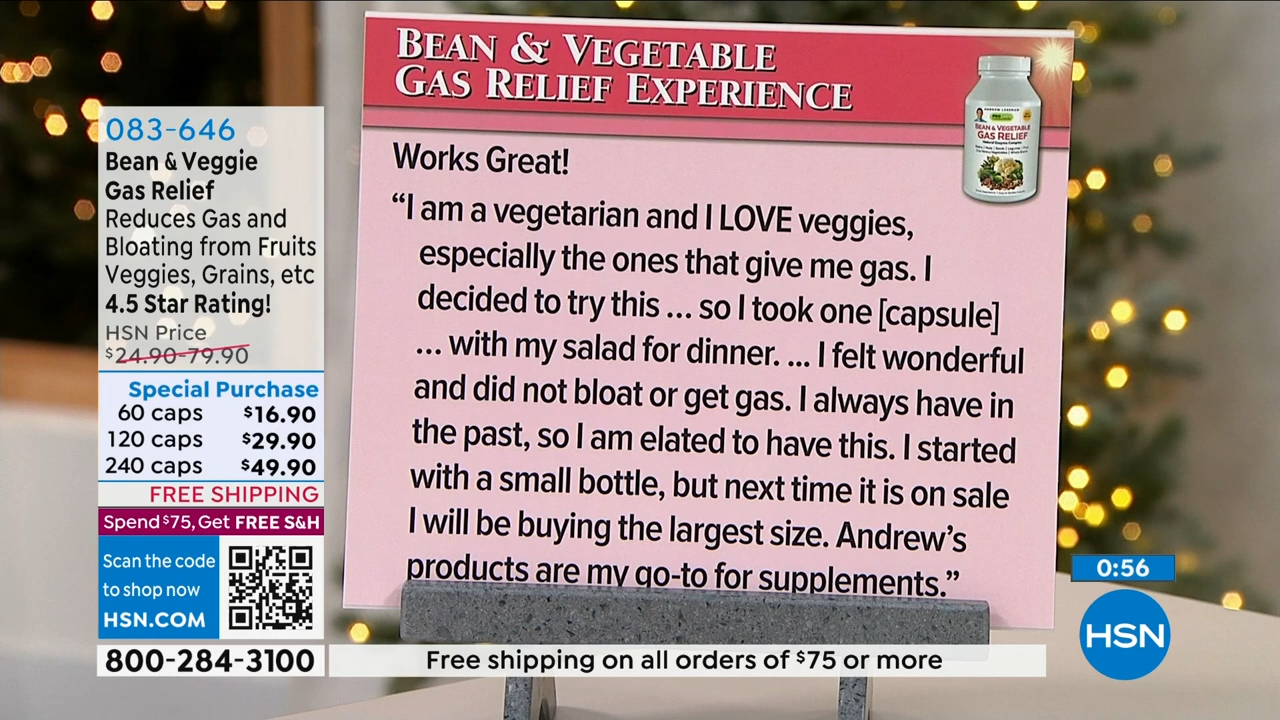 BEAN & VEGETABLE
GAS RELIEF EXPERIENCE
Works Great!
“I am a vegetarian and I LOVE veggies,
especially the ones that give me gas. I
decided to try this ... so I took one [capsule]
... with my salad for dinner. ... I felt wonderful
and did not bloat or get gas. I always have in
the past, so I am elated to have this. I started
with a small bottle, but next time it is on sale
I will be buying the largest size. Andrew’s
products are my go-to for supplements.”
BEAN & VEGETABLE
GAS RELIEF
083-646
Bean & Veggie
Gas Relief
Reduces Gas and
Bloating from Fruits
Veggies, Grains, etc
4.5 Star Rating!
HSN Price
$24.90-79.90
Special Purchase
60 caps $16.90
120 caps $29.90
240 caps $49.90
FREE SHIPPING
Spend $75, Get FREE S&H
Scan the code
to shop now
HSN.COM
800-284-3100
Free shipping on all orders of $75 or more
0:56
HSN